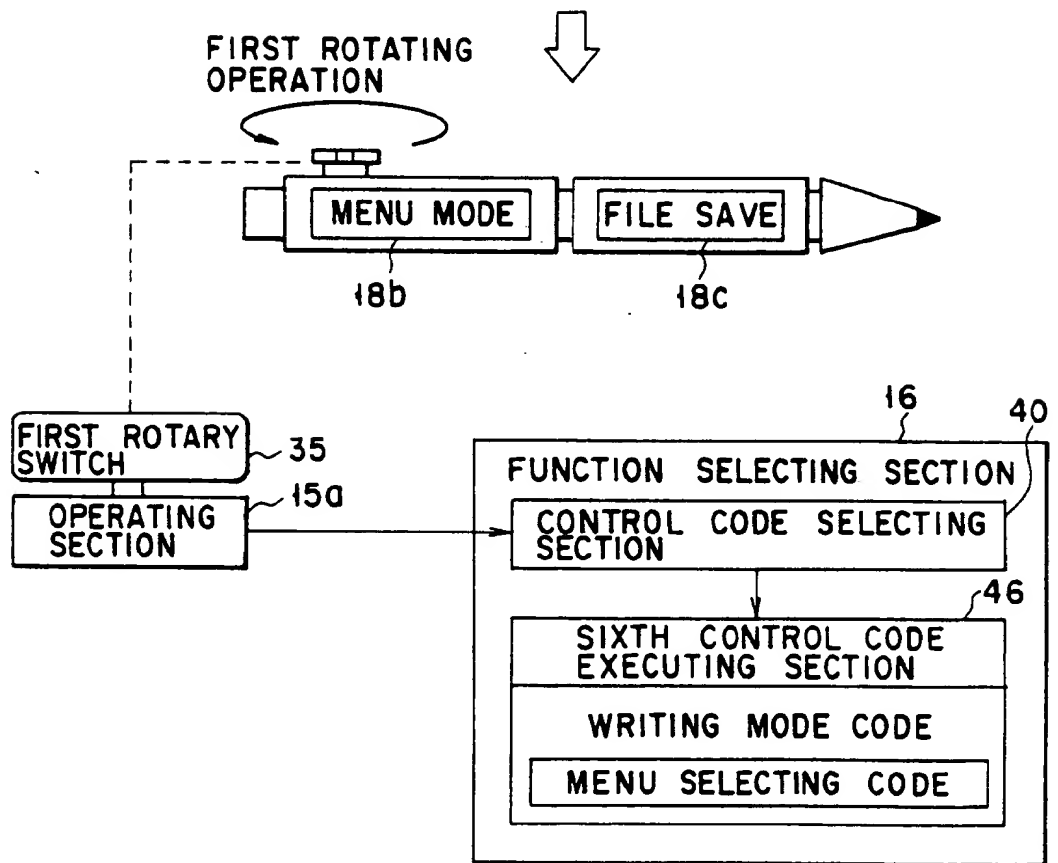 FIRST ROTATING
OPERATION
MENU MODE
FILE SAVE
18b
18c
FIRST ROTARY
SWITCH
35
OPERATING
SECTION
15a
16
40
FUNCTION SELECTING SECTION
CONTROL CODE SELECTING
SECTION
46
SIXTH CONTROL CODE
EXECUTING SECTION
WRITING MODE CODE
MENU SELECTING CODE